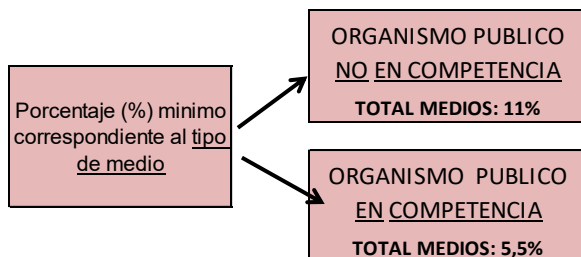 Porcentaje (%) minimo
correspondiente al tipo
de medio
ORGANISMO PUBLICO
NO EN COMPETENCIA
TOTAL MEDIOS: 11%
ORGANISMO PUBLICO
EN COMPETENCIA
TOTAL MEDIOS: 5,5%